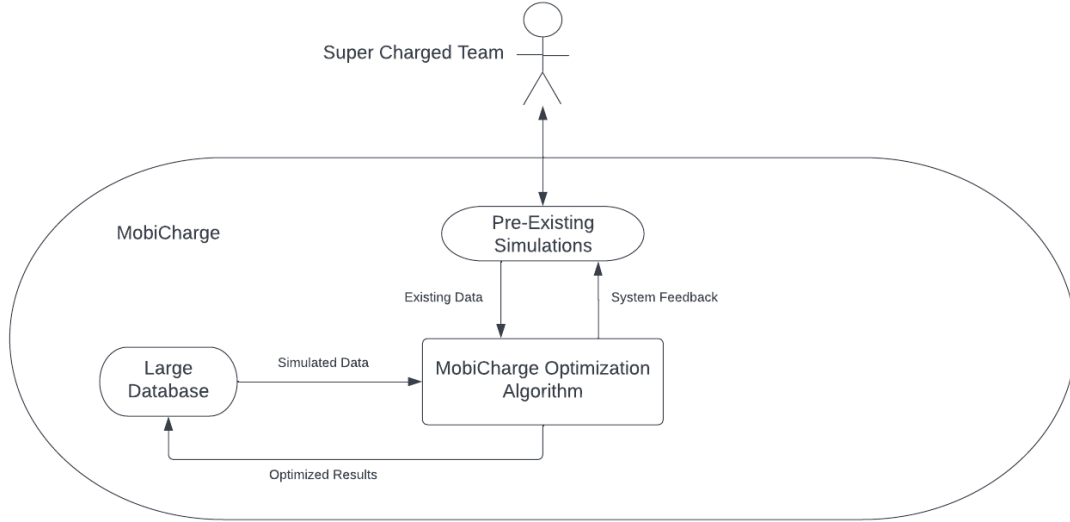 Super Charged Team
MobiCharge
Pre-Existing
Simulations
Existing Data
System Feedback
Large
Database
Simulated Data
MobiCharge Optimization
Algorithm
Optimized Results